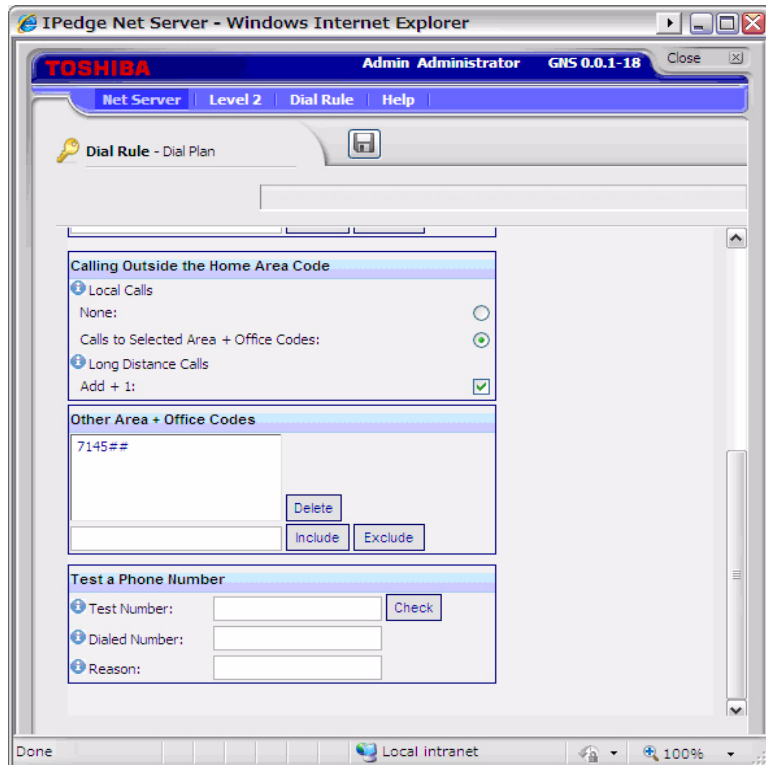 IPedge Net Server - Windows Internet Explorer
TOSHIBA Admin Administrator GNS 0.0.1-18 Close
Net Server Level 2 Dial Rule Help
Dial Rule - Dial Plan
Calling Outside the Home Area Code
Local Calls
None:
Calls to Selected Area + Office Codes:
Long Distance Calls
Add + 1:
Other Area + Office Codes
7145##
Delete
Include Exclude
Test a Phone Number
Test Number: Check
Dialed Number:
Reason:
Done Local intranet 100%